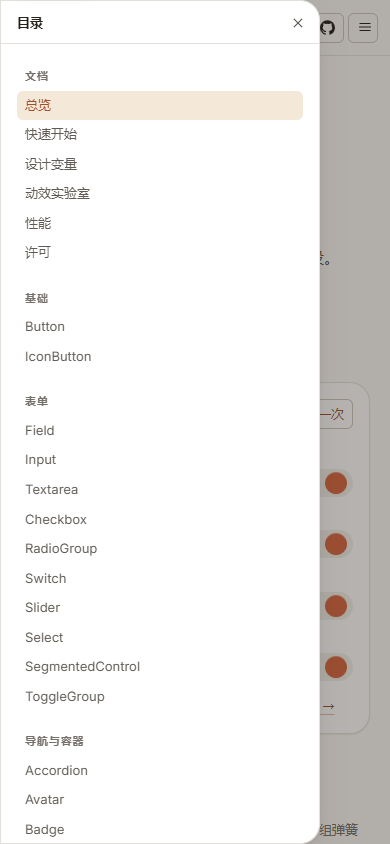 目录
文档
总览
快速开始
设计变量
动效实验室
性能
许可
基础
Button
IconButton
表单
Field
Input
Textarea
Checkbox
RadioGroup
Switch
Slider
Select
SegmentedControl
ToggleGroup
导航与容器
Accordion
Avatar
Badge
。
一次
→
组弹簧